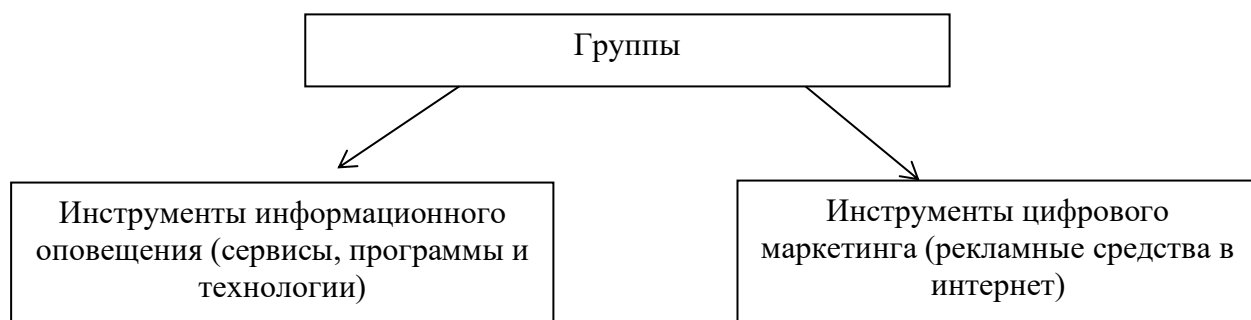 Группы
Инструменты информационного
оповещения (сервисы, программы и
технологии)
Инструменты цифрового
маркетинга (рекламные средства в
интернет)